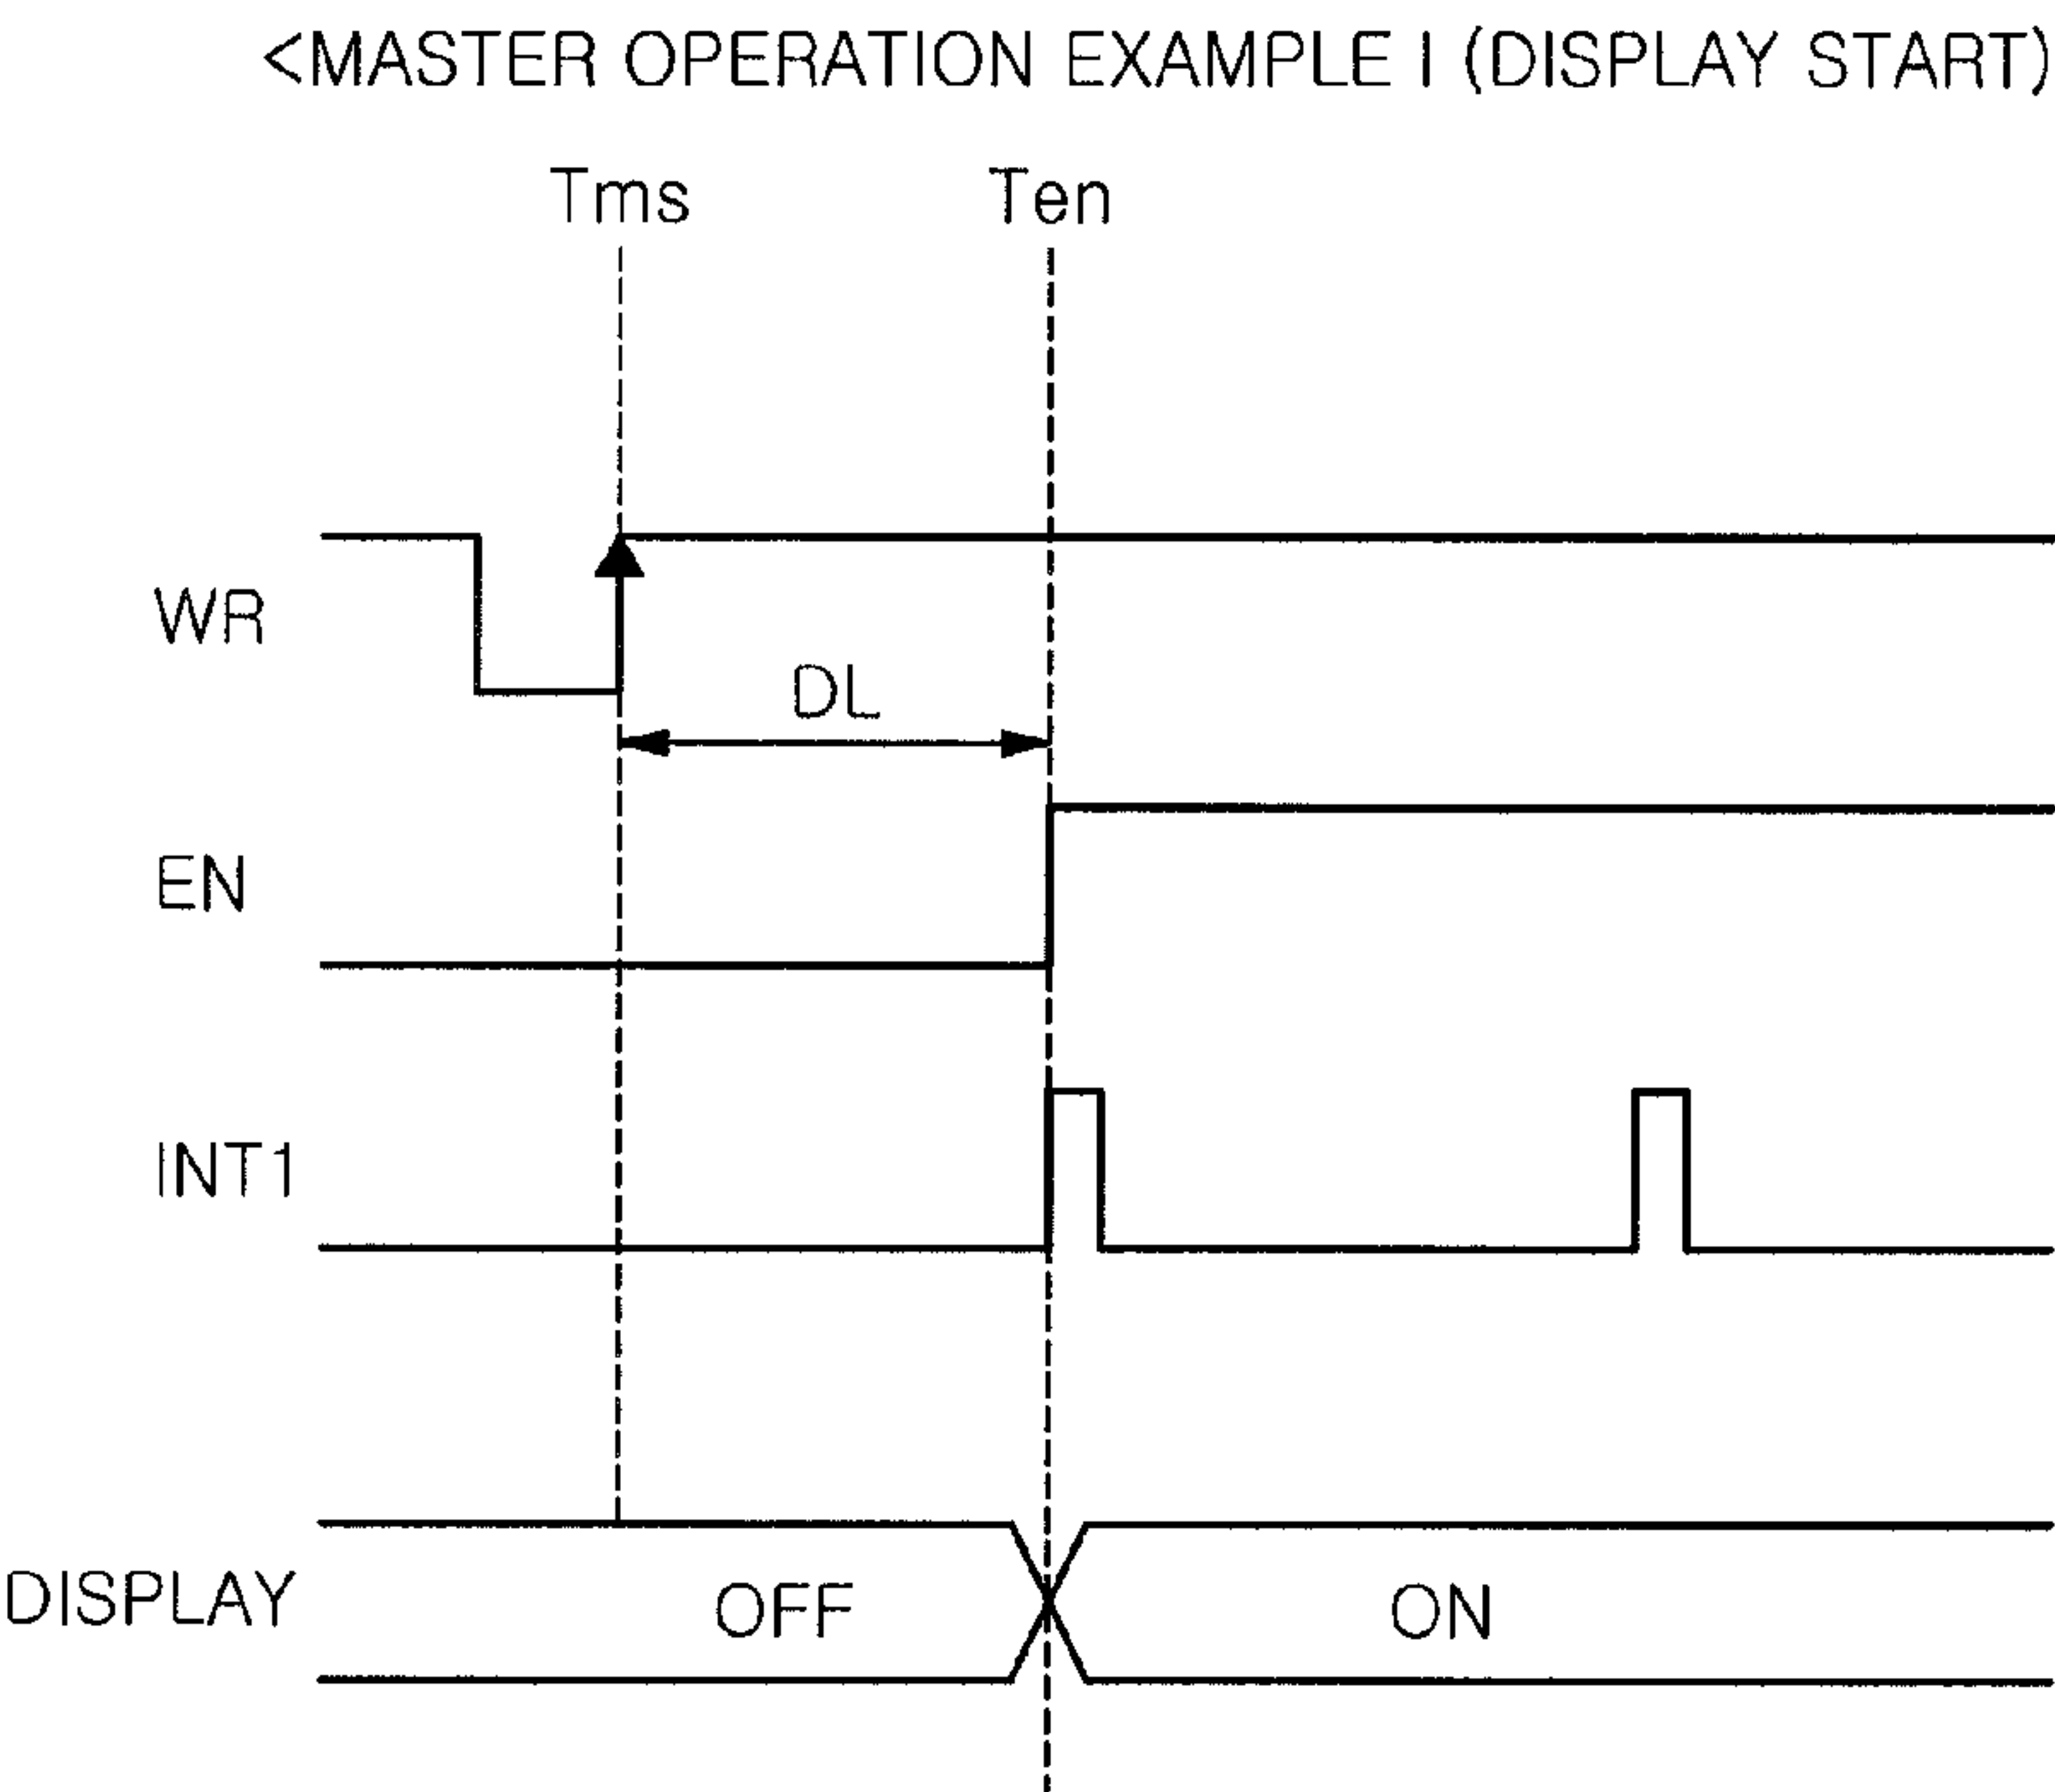 <MASTER OPERATION EXAMPLE I (DISPLAY START)
Tms Ten
WR
DL
EN
INT1
DISPLAY OFF ON